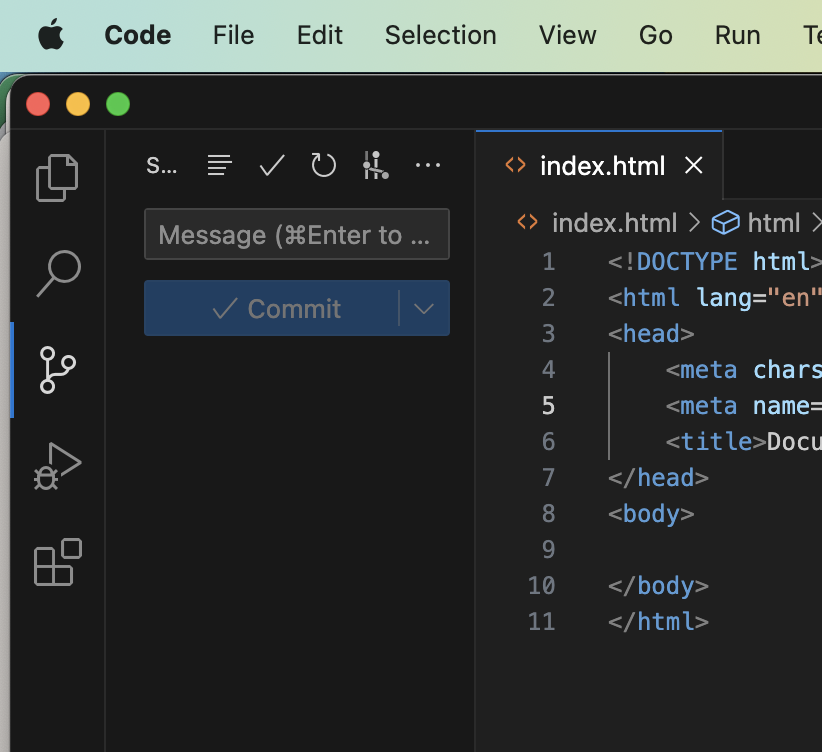 Code File Edit Selection View Go Run
S...
index.html
Message (⌘Enter to ...
index.html > html >
Commit
1 <!DOCTYPE html>
2 <html lang="en"
3 <head>
4 <meta chars
5 <meta name=
6 <title>Docu
7 </head>
8 <body>
9
10 </body>
11 </html>